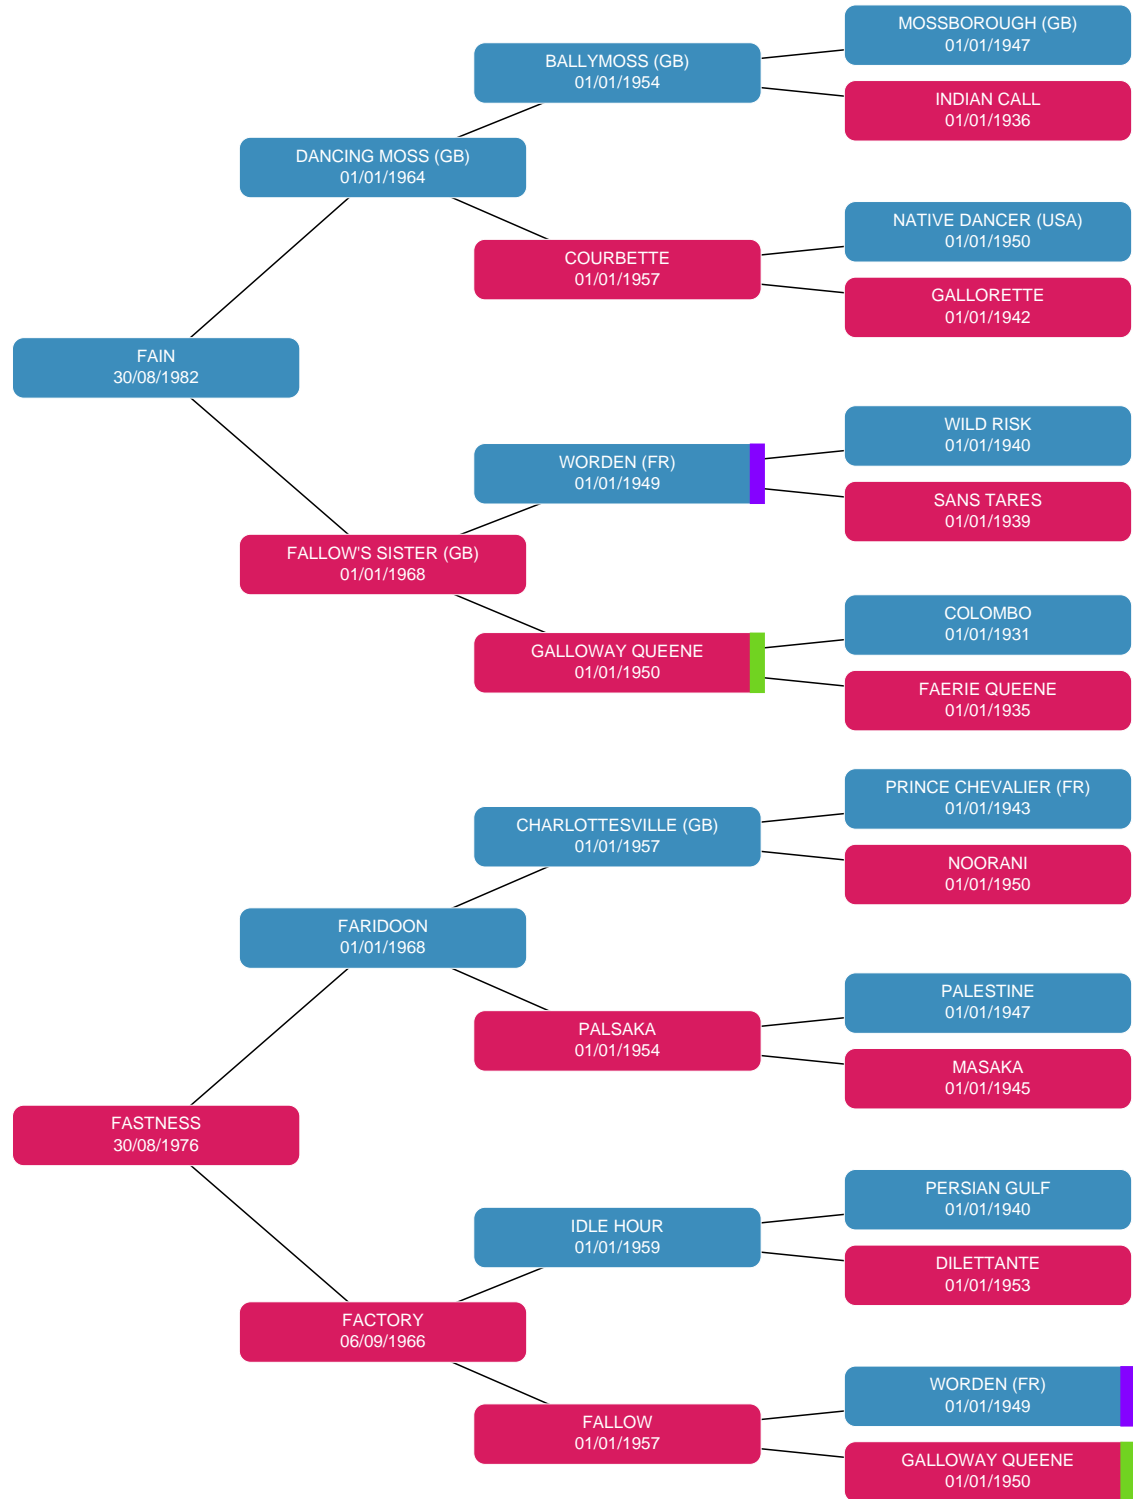 MOSSBOROUGH (GB)
01/01/1947
BALLYMOSS (GB)
01/01/1954
INDIAN CALL
01/01/1936
DANCING MOSS (GB)
01/01/1964
NATIVE DANCER (USA)
01/01/1950
COURBETTE
01/01/1957
GALLORETTE
01/01/1942
FAIN
30/08/1982
WILD RISK
01/01/1940
WORDEN (FR)
01/01/1949
SANS TARES
01/01/1939
FALLOW'S SISTER (GB)
01/01/1968
COLOMBO
01/01/1931
GALLOWAY QUEENE
01/01/1950
FAERIE QUEENE
01/01/1935
PRINCE CHEVALIER (FR)
01/01/1943
CHARLOTTESVILLE (GB)
01/01/1957
NOORANI
01/01/1950
FARIDOON
01/01/1968
PALESTINE
01/01/1947
PALSAKA
01/01/1954
MASAKA
01/01/1945
FASTNESS
30/08/1976
PERSIAN GULF
01/01/1940
IDLE HOUR
01/01/1959
DILETTANTE
01/01/1953
FACTORY
06/09/1966
WORDEN (FR)
01/01/1949
FALLOW
01/01/1957
GALLOWAY QUEENE
01/01/1950